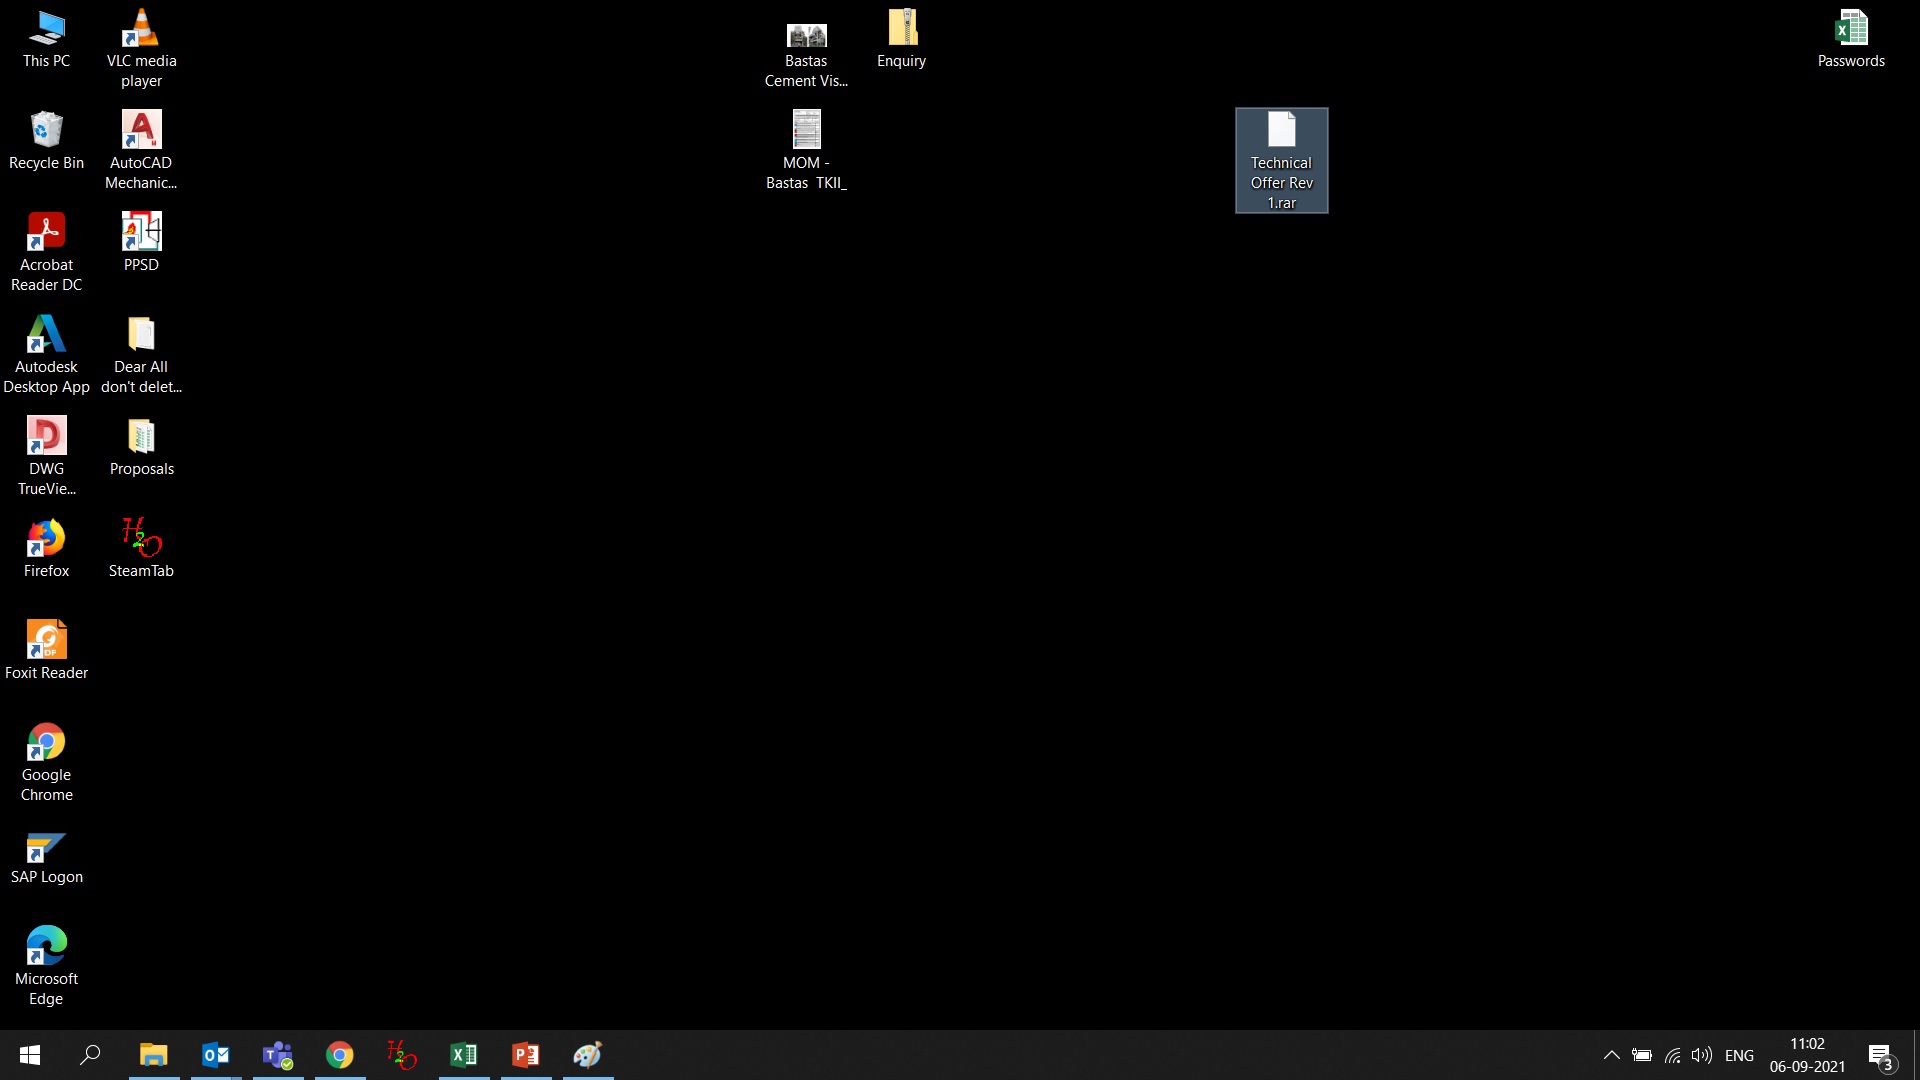 This PC
VLC media
player
Bastas
Cement Vis...
Enquiry
Passwords
Recycle Bin
AutoCAD
Mechanic...
MOM -
Bastas TKII_
Technical
Offer Rev
1.rar
Acrobat
Reader DC
PPSD
Autodesk
Desktop App
Dear All
don't delet...
DWG
TrueVie...
Proposals
Firefox
H2O
SteamTab
Foxit Reader
Google
Chrome
SAP Logon
Microsoft
Edge
ENG
11:02
06-09-2021
3